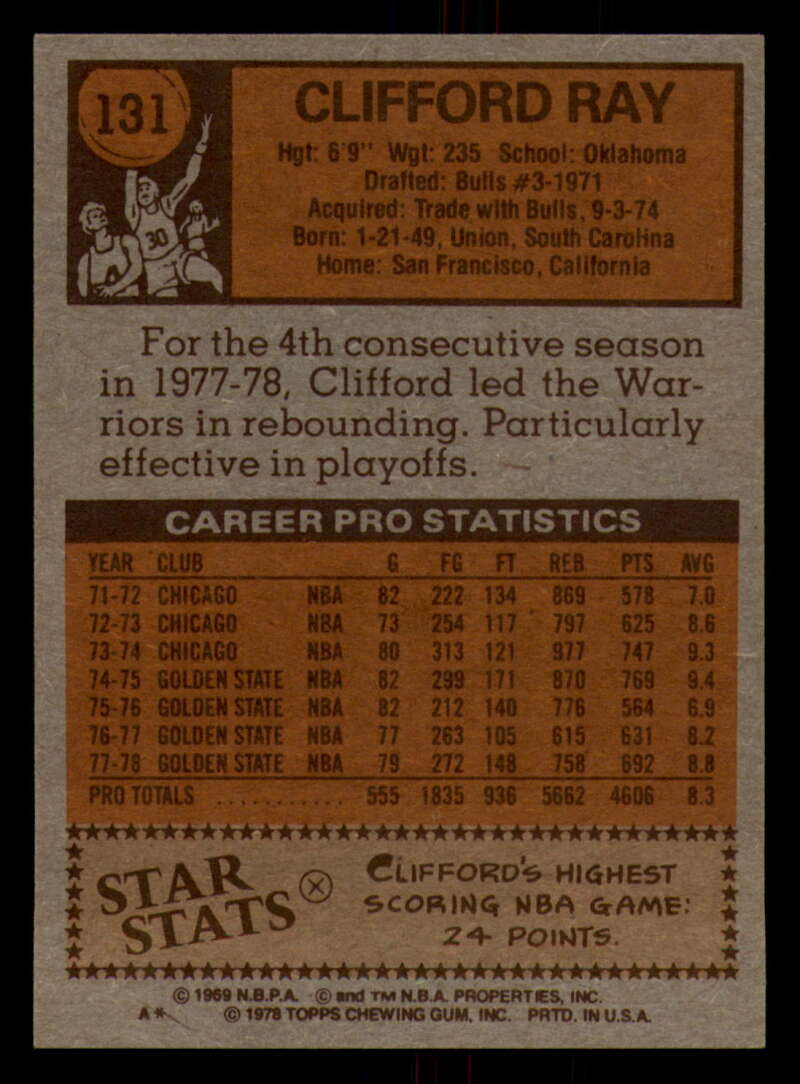 131
CLIFFORD RAY
Hgt: 6'9" Wgt: 235 School: Oklahoma
Drafted: Bulls #3-1971
Acquired: Trade with Bulls, 9-3-74
Born: 1-21-49, Union, South Carolina
Home: San Francisco, California
30
For the 4th consecutive season
in 1977-78, Clifford led the War-
riors in rebounding. Particularly
effective in playoffs.
CAREER PRO STATISTICS
YEAR CLUB G FG FT REB PTS AVG
71-72 CHICAGO NBA 82 222 134 869 578 7.0
72-73 CHICAGO NBA 73 254 117 797 625 8.6
73-74 CHICAGO NBA 80 313 121 977 747 9.3
74-75 GOLDEN STATE NBA 82 299 171 870 769 9.4
75-76 GOLDEN STATE NBA 82 212 140 776 564 6.9
76-77 GOLDEN STATE NBA 77 263 105 615 631 8.2
77-78 GOLDEN STATE NBA 79 272 148 758 692 8.8
PRO TOTALS ........... 555 1835 936 5662 4606 8.3
STAR
STATS
CLIFFORD'S HIGHEST
SCORING NBA GAME:
24 POINTS.
© 1969 N.B.P.A. © and TM N.B.A. PROPERTIES, INC.
A* © 1978 TOPPS CHEWING GUM, INC. PRTD. IN U.S.A.